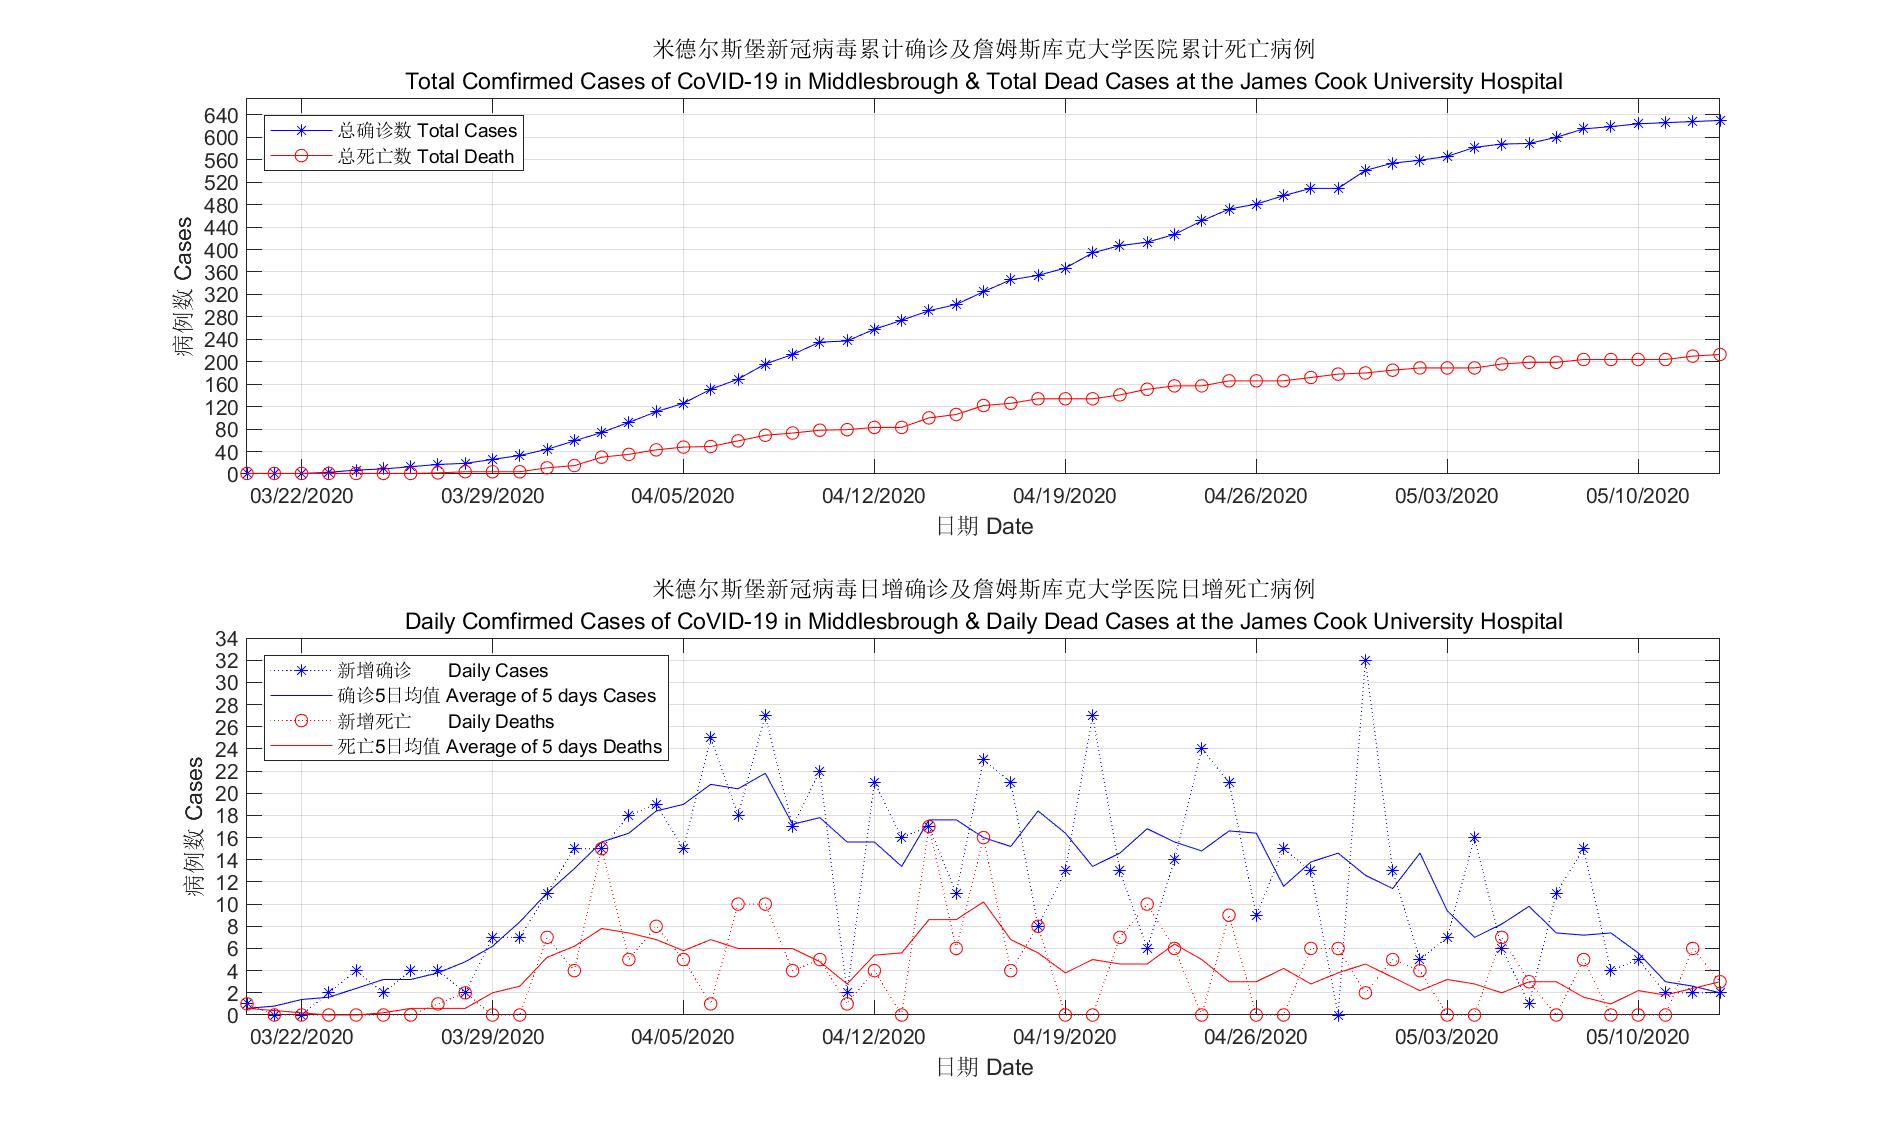 米德尔斯堡新冠病毒累计确诊及詹姆斯库克大学医院累计死亡病例
Total Comfirmed Cases of CoVID-19 in Middlesbrough & Total Dead Cases at the James Cook University Hospital
640
600
560
520
480
440
400
360
320
280
240
200
160
120
80
40
0
病例数 Cases
总确诊数 Total Cases
总死亡数 Total Death
03/22/2020 03/29/2020 04/05/2020 04/12/2020 04/19/2020 04/26/2020 05/03/2020 05/10/2020
日期 Date
米德尔斯堡新冠病毒日增确诊及詹姆斯库克大学医院日增死亡病例
Daily Comfirmed Cases of CoVID-19 in Middlesbrough & Daily Dead Cases at the James Cook University Hospital
34
32
30
28
26
24
22
20
18
16
14
12
10
8
6
4
2
0
病例数 Cases
新增确诊 Daily Cases
确诊5日均值 Average of 5 days Cases
新增死亡 Daily Deaths
死亡5日均值 Average of 5 days Deaths
03/22/2020 03/29/2020 04/05/2020 04/12/2020 04/19/2020 04/26/2020 05/03/2020 05/10/2020
日期 Date